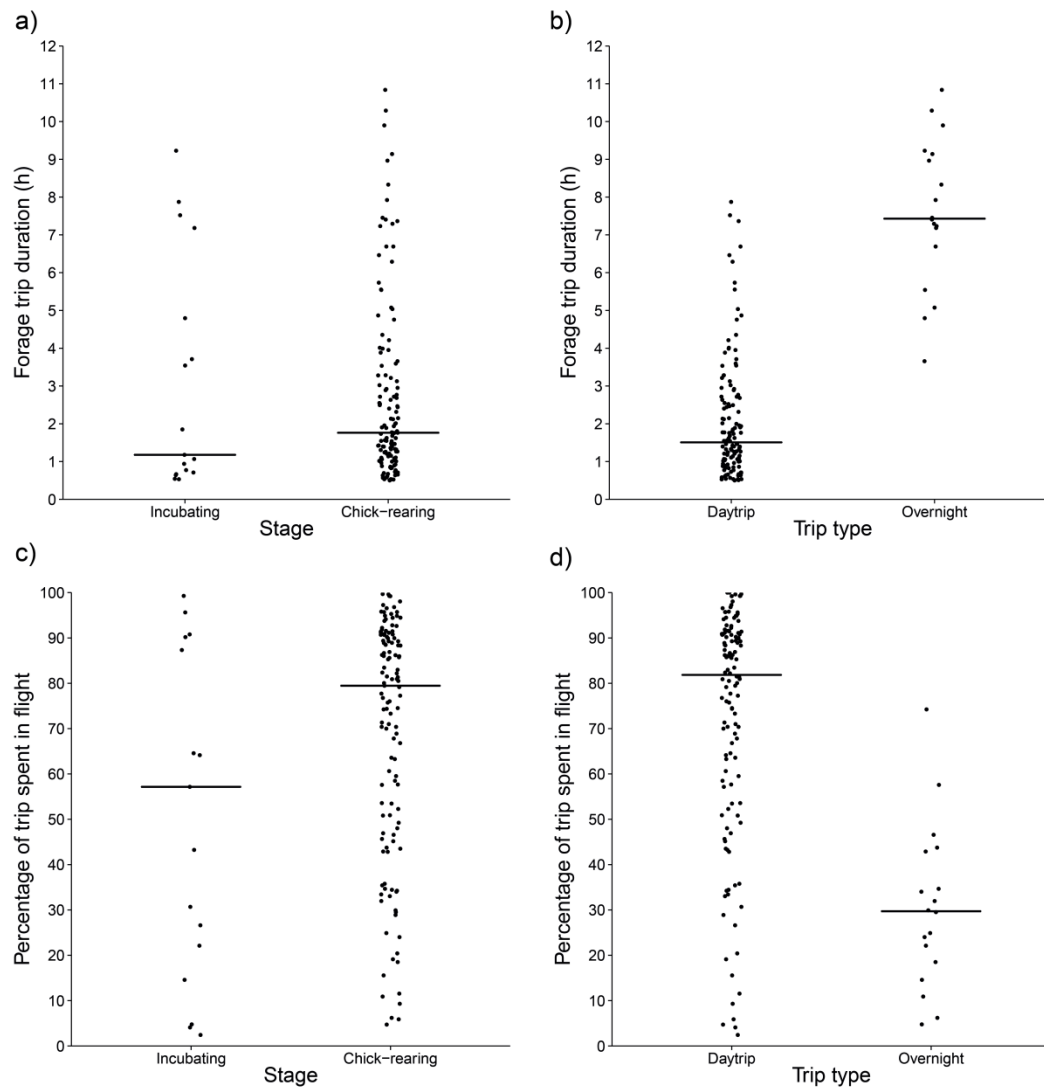 a)
Forage trip duration (h)
12
11
10
9
8
7
6
5
4
3
2
1
0
Incubating
Chick−rearing
Stage
b)
Forage trip duration (h)
12
11
10
9
8
7
6
5
4
3
2
1
0
Daytrip
Overnight
Trip type
c)
Percentage of trip spent in flight
100
90
80
70
60
50
40
30
20
10
0
Incubating
Chick−rearing
Stage
d)
Percentage of trip spent in flight
100
90
80
70
60
50
40
30
20
10
0
Daytrip
Overnight
Trip type